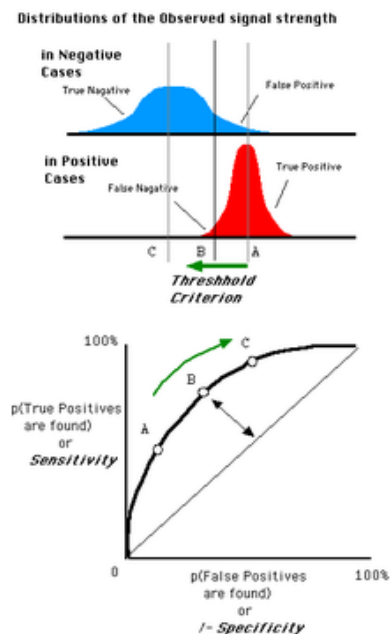 Distributions of the Observed signal strength
in Negative
Cases
True Nagative
False Positive
in Positive
Cases
False Nagative
True Positive
C
B
A
Threshhold
Criterion
100%
C
B
p(True Positives
are found)
or
Sensitivity
A
0
p(False Positives
are found)
or
1- Specificity
100%